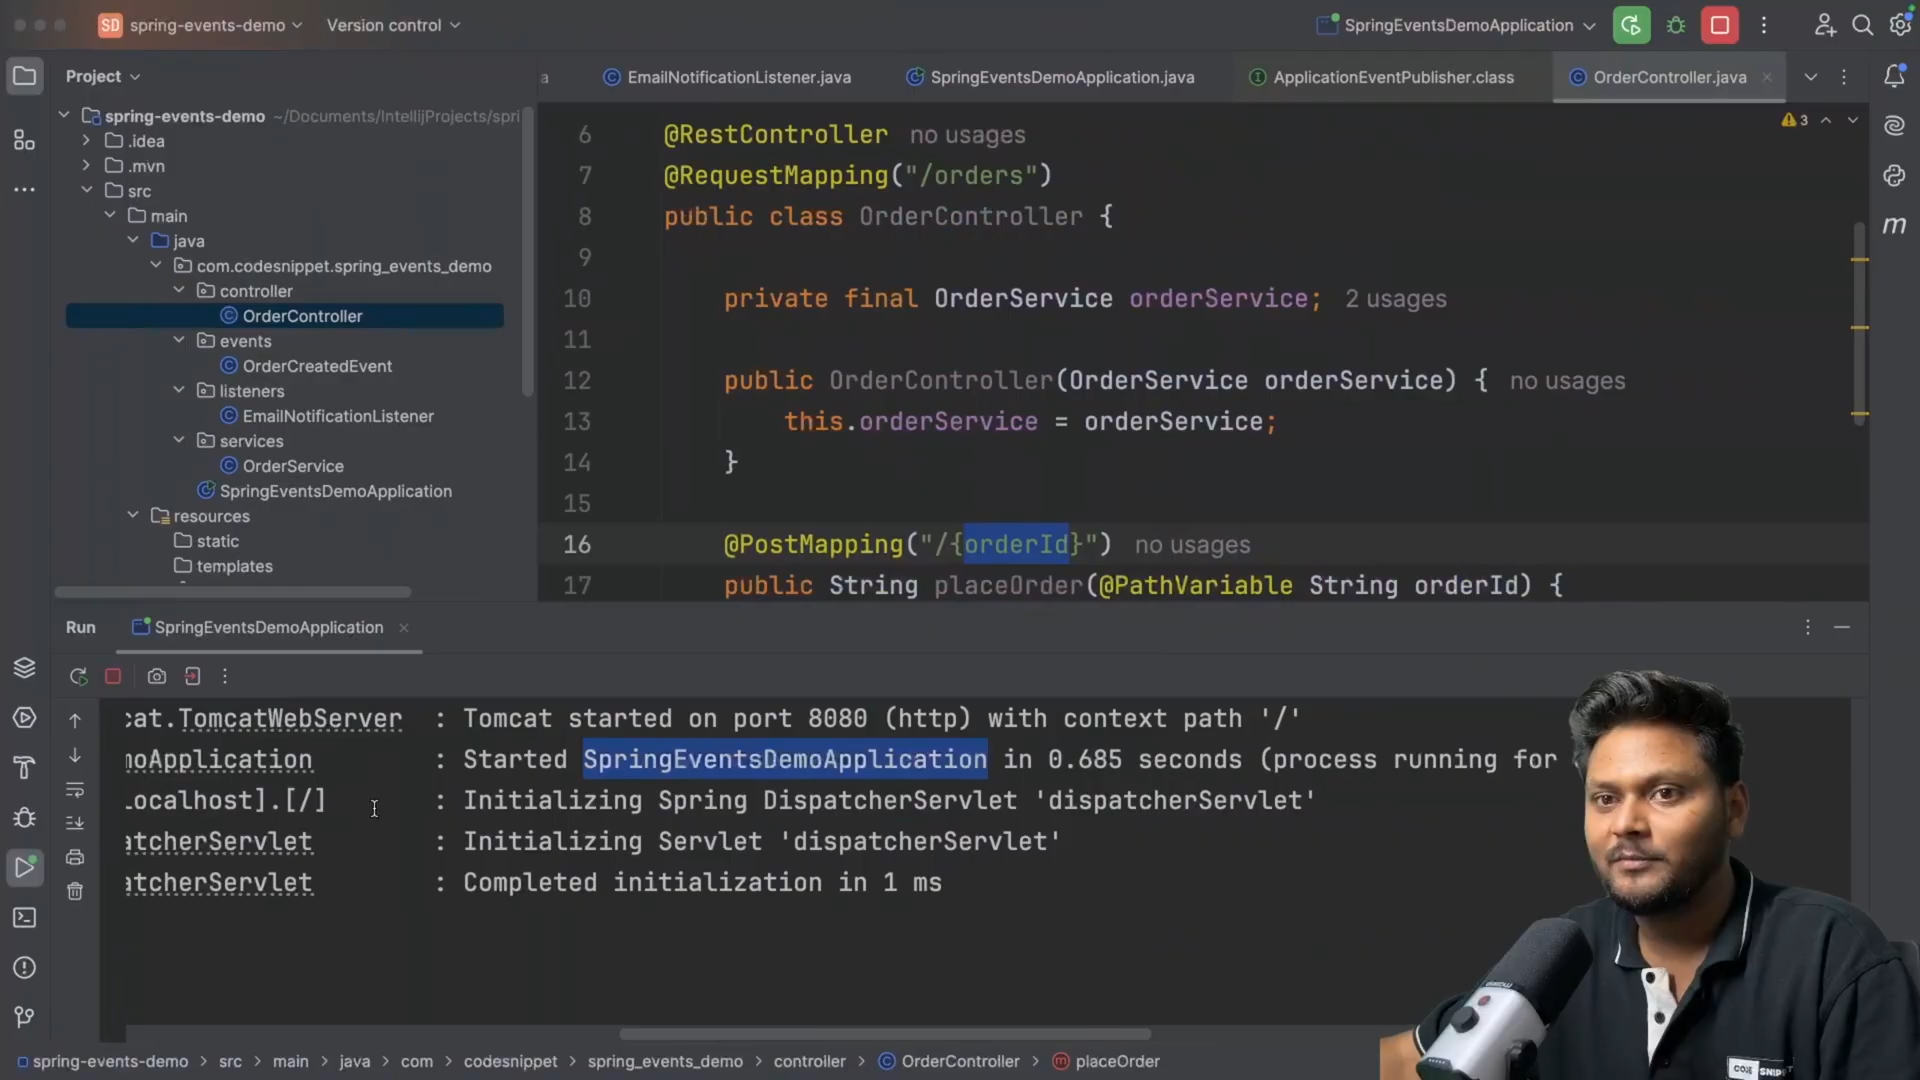 SD spring-events-demo Version control SpringEventsDemoApplication
Project
a EmailNotificationListener.java SpringEventsDemoApplication.java ApplicationEventPublisher.class OrderController.java
spring-events-demo ~/Documents/IntellijProjects/spri
.idea
.mvn
src
main
java
com.codesnippet.spring_events_demo
controller
OrderController
events
OrderCreatedEvent
listeners
EmailNotificationListener
services
OrderService
SpringEventsDemoApplication
resources
static
templates
3
6 @RestController no usages
7 @RequestMapping("/orders")
8 public class OrderController {
9
10 private final OrderService orderService; 2 usages
11
12 public OrderController(OrderService orderService) { no usages
13 this.orderService = orderService;
14 }
15
16 @PostMapping("/{orderId}") no usages
17 public String placeOrder(@PathVariable String orderId) {
m
Run SpringEventsDemoApplication
cat.TomcatWebServer : Tomcat started on port 8080 (http) with context path '/'
moApplication : Started SpringEventsDemoApplication in 0.685 seconds (process running for
Localhost].[/] : Initializing Spring DispatcherServlet 'dispatcherServlet'
atcherServlet : Initializing Servlet 'dispatcherServlet'
atcherServlet : Completed initialization in 1 ms
CODE SNIP
spring-events-demo > src > main > java > com > codesnippet > spring_events_demo > controller > OrderController > placeOrder